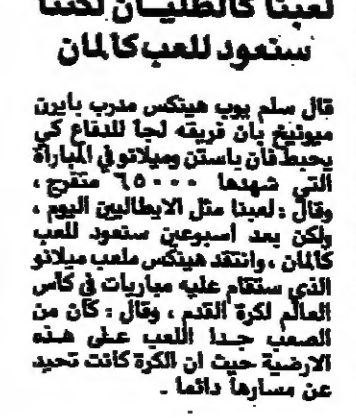 لعبنا كالطليان لكننا
سنعود للعب كالمان
قال سلم يوب هينكس مدرب بايرن
ميونيخ بان فريقه لجا للدفاع كي
يحبط فان باستن وميلانو في المباراة
التي شهدها ٦٥٠٠٠ متفرج ،
وقال : لعبنا مثل الايطاليين اليوم ،
ولكن بعد اسبوعين سنعود للعب
كالمان ، وانتقد هينكس ملعب ميلانو
الذي ستقام عليه مباريات في كاس
العالم لكرة القدم ، وقال : كان من
الصعب جدا اللعب على هذه
الارضية حيث ان الكرة كانت تحيد
عن مسارها دائما .